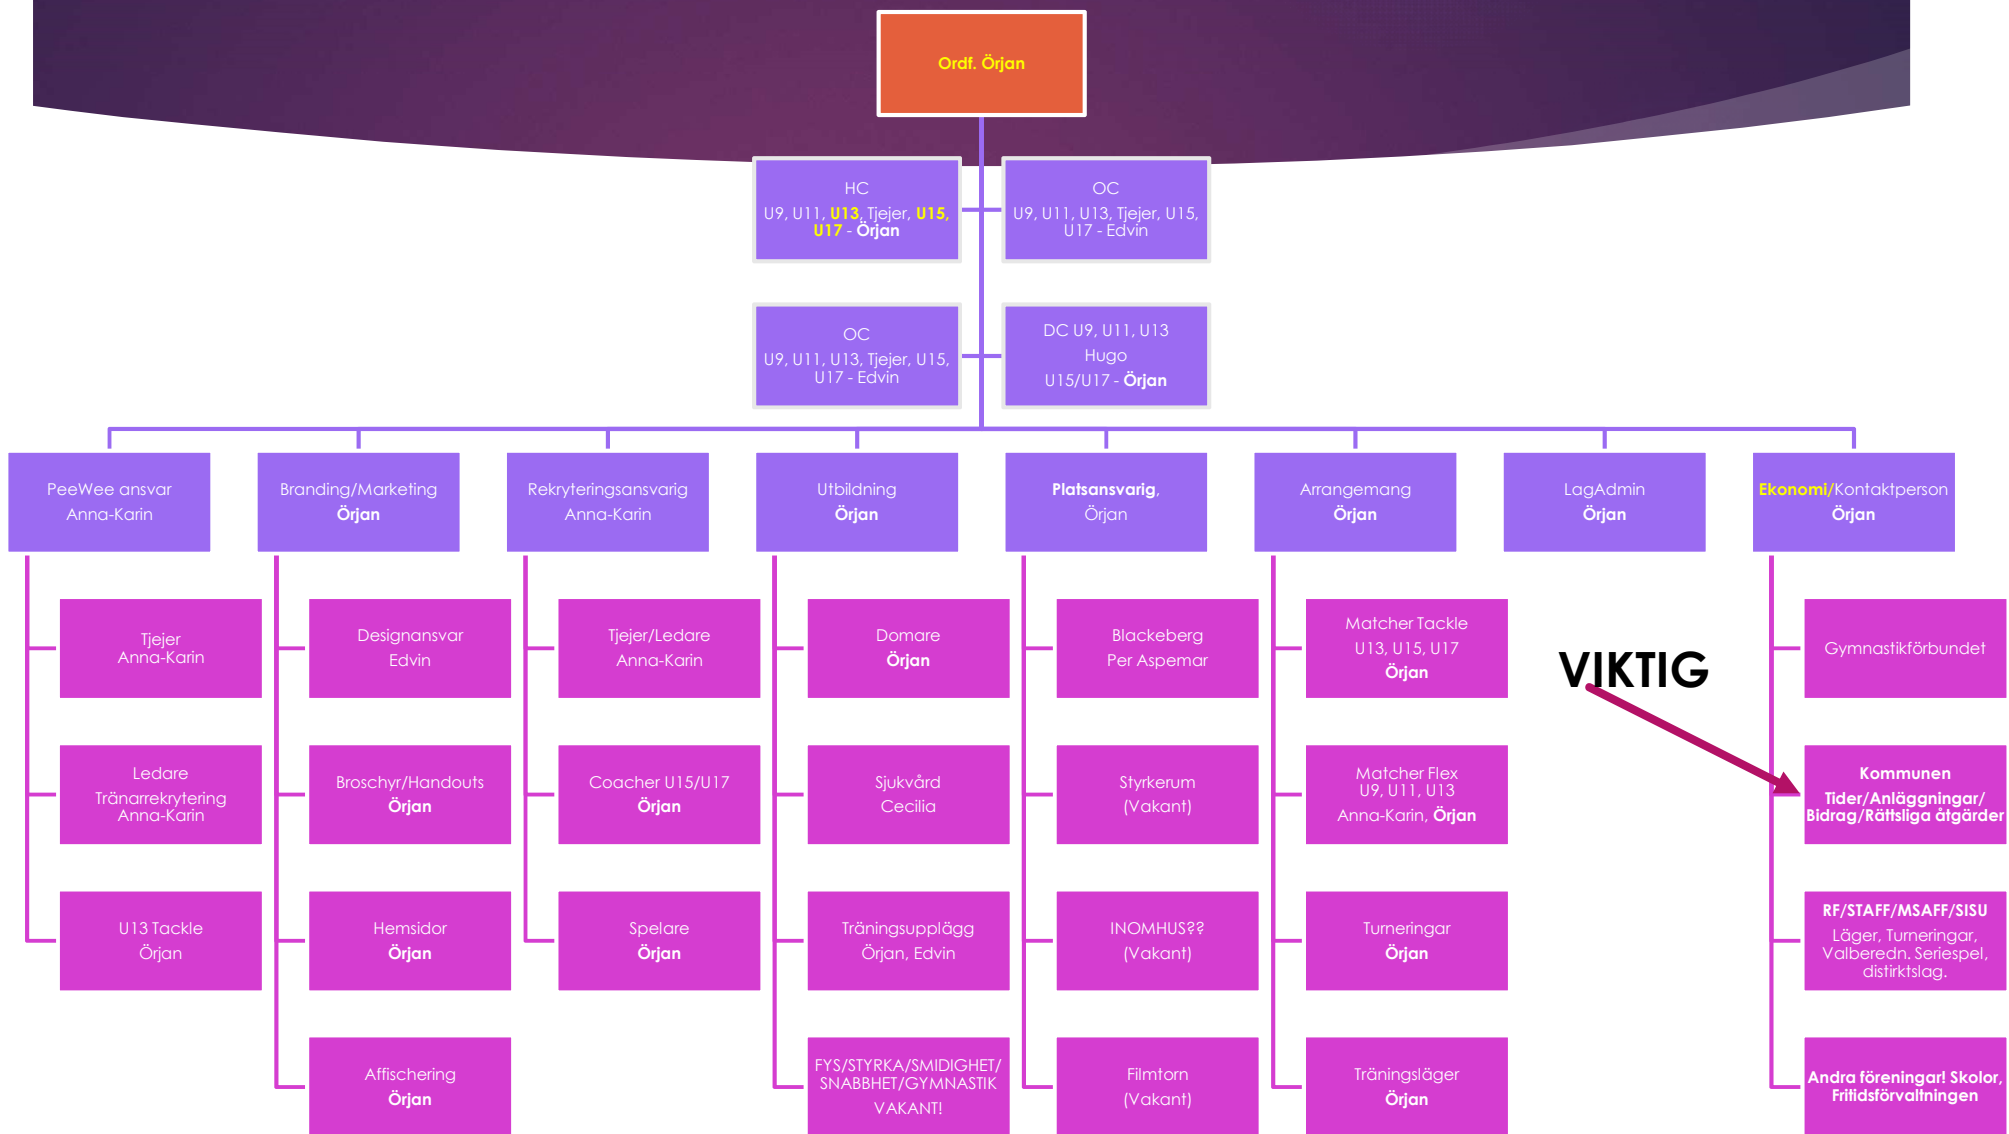 Ordf. Örjan
HC
U9, U11, U13, Tjejer, U15,
U17 - Örjan
OC
U9, U11, U13, Tjejer, U15,
U17 - Edvin
OC
U9, U11, U13, Tjejer, U15,
U17 - Edvin
DC U9, U11, U13
Hugo
U15/U17 - Örjan
PeeWee ansvar
Anna-Karin
Branding/Marketing
Örjan
Rekryteringsansvarig
Anna-Karin
Utbildning
Örjan
Platsansvarig,
Örjan
Arrangemang
Örjan
LagAdmin
Örjan
Ekonomi/Kontaktperson
Örjan
Tjejer
Anna-Karin
Designansvar
Edvin
Tjejer/Ledare
Anna-Karin
Domare
Örjan
Blackeberg
Per Aspemar
Matcher Tackle
U13, U15, U17
Örjan
VIKTIG
Gymnastikförbundet
Ledare
Tränarrekrytering
Anna-Karin
Broschyr/Handouts
Örjan
Coacher U15/U17
Örjan
Sjukvård
Cecilia
Styrkerum
(Vakant)
Matcher Flex
U9, U11, U13
Anna-Karin, Örjan
Kommunen
Tider/Anläggningar/
Bidrag/Rättsliga åtgärder
U13 Tackle
Örjan
Hemsidor
Örjan
Spelare
Örjan
Träningsupplägg
Örjan, Edvin
INOMHUS??
(Vakant)
Turneringar
Örjan
RF/STAFF/MSAFF/SISU
Läger, Turneringar,
Valberedn. Seriespel,
distirktslag.
Affischering
Örjan
FYS/STYRKA/SMIDIGHET/
SNABBHET/GYMNASTIK
VAKANT!
Filmtorn
(Vakant)
Träningsläger
Örjan
Andra föreningar! Skolor,
Fritidsförvaltningen